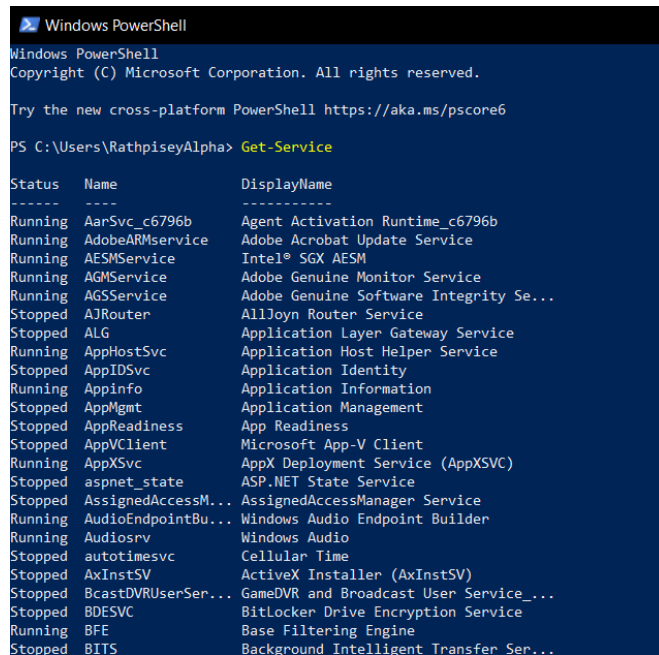 Windows PowerShell
Windows PowerShell
Copyright (C) Microsoft Corporation. All rights reserved.
Try the new cross-platform PowerShell https://aka.ms/pscore6
PS C:\Users\RathpiseyAlpha> Get-Service
Status Name DisplayName
------ ---- -----------
Running AarSvc_c6796b Agent Activation Runtime_c6796b
Running AdobeARMservice Adobe Acrobat Update Service
Running AESMService Intel® SGX AESM
Running AGMService Adobe Genuine Monitor Service
Running AGSService Adobe Genuine Software Integrity Se...
Stopped AJRouter AllJoyn Router Service
Stopped ALG Application Layer Gateway Service
Running AppHostSvc Application Host Helper Service
Stopped AppIDSvc Application Identity
Running Appinfo Application Information
Stopped AppMgmt Application Management
Stopped AppReadiness App Readiness
Stopped AppVClient Microsoft App-V Client
Running AppXSvc AppX Deployment Service (AppXSVC)
Stopped aspnet_state ASP.NET State Service
Stopped AssignedAccessM... AssignedAccessManager Service
Running AudioEndpointBu... Windows Audio Endpoint Builder
Running Audiosrv Windows Audio
Stopped autotimesvc Cellular Time
Stopped AxInstSV ActiveX Installer (AxInstSV)
Stopped BcastDVRUserSer... GameDVR and Broadcast User Service_...
Stopped BDESVC BitLocker Drive Encryption Service
Running BFE Base Filtering Engine
Stopped BITS Background Intelligent Transfer Ser...